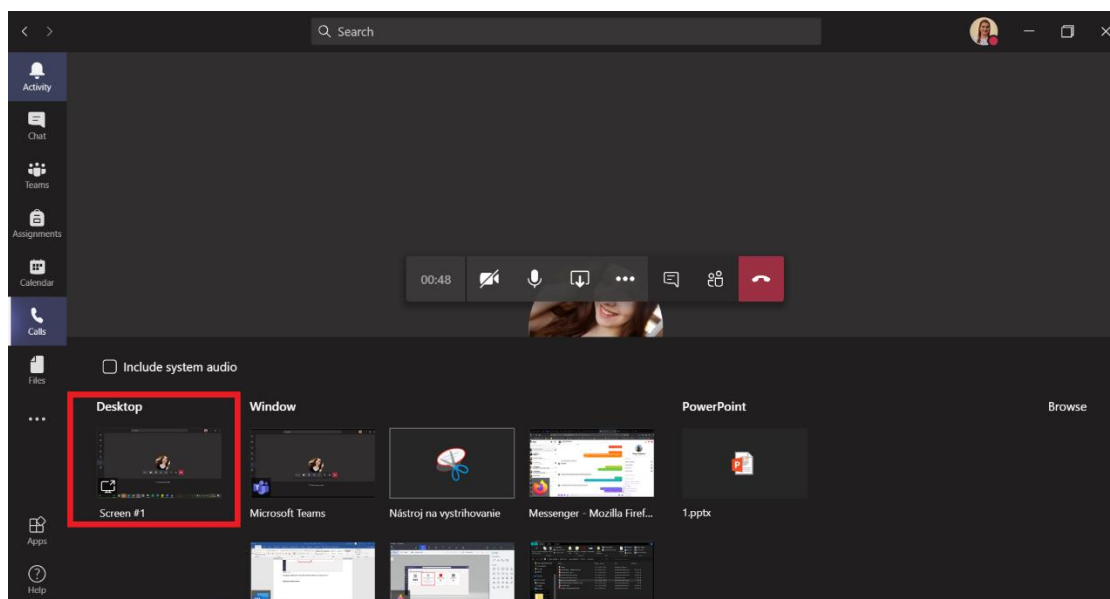 Search
Activity
Chat
Teams
Assignments
Calendar
Calls
Files
Apps
Help
00:48
Include system audio
Desktop
Window
PowerPoint
Browse
Screen #1
Microsoft Teams
Nástroj na vystrihovanie
Messenger - Mozilla Firef...
P
1.pptx